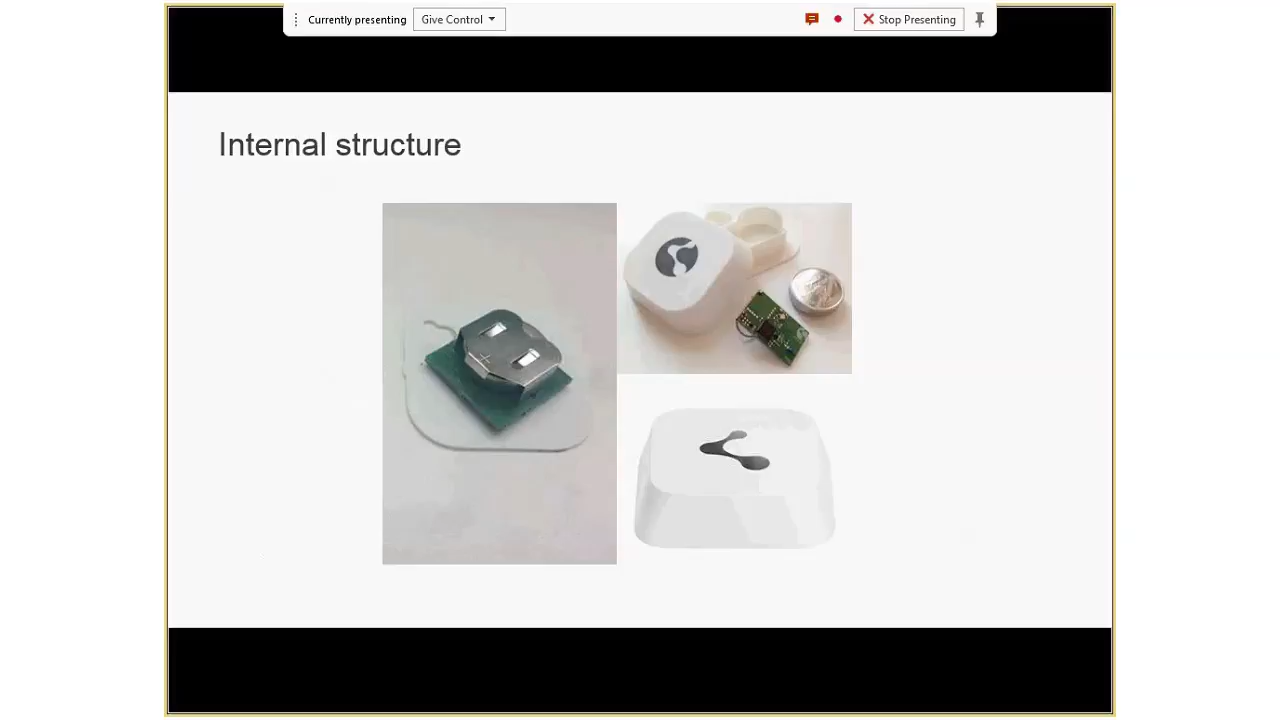 Currently presenting
Give Control
Stop Presenting
Internal structure